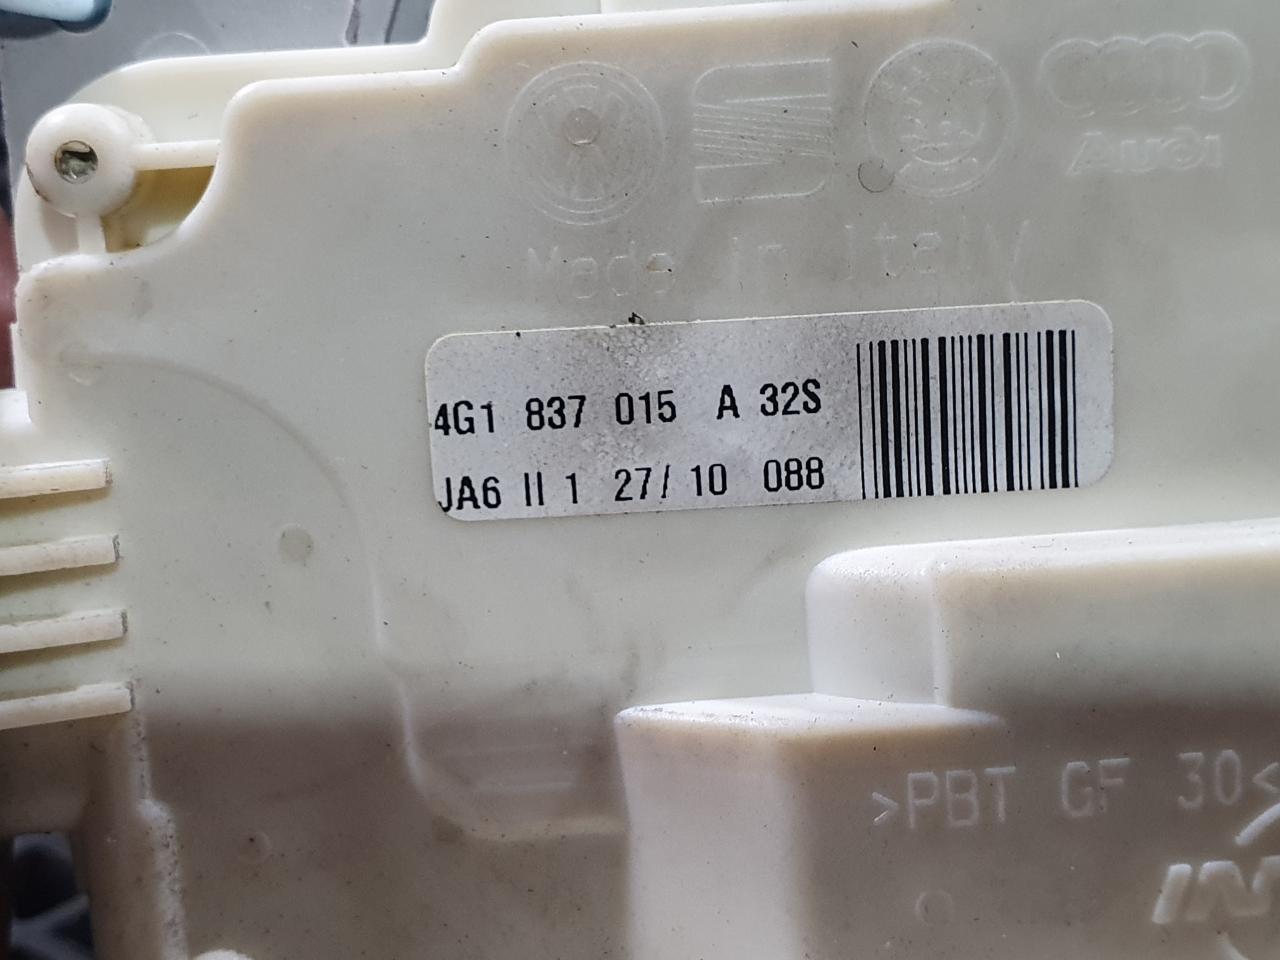 Audi
Made in Italy
4G1 837 015 A 32S
JA6 II 1 27/ 10 088
>PBT GF 30<